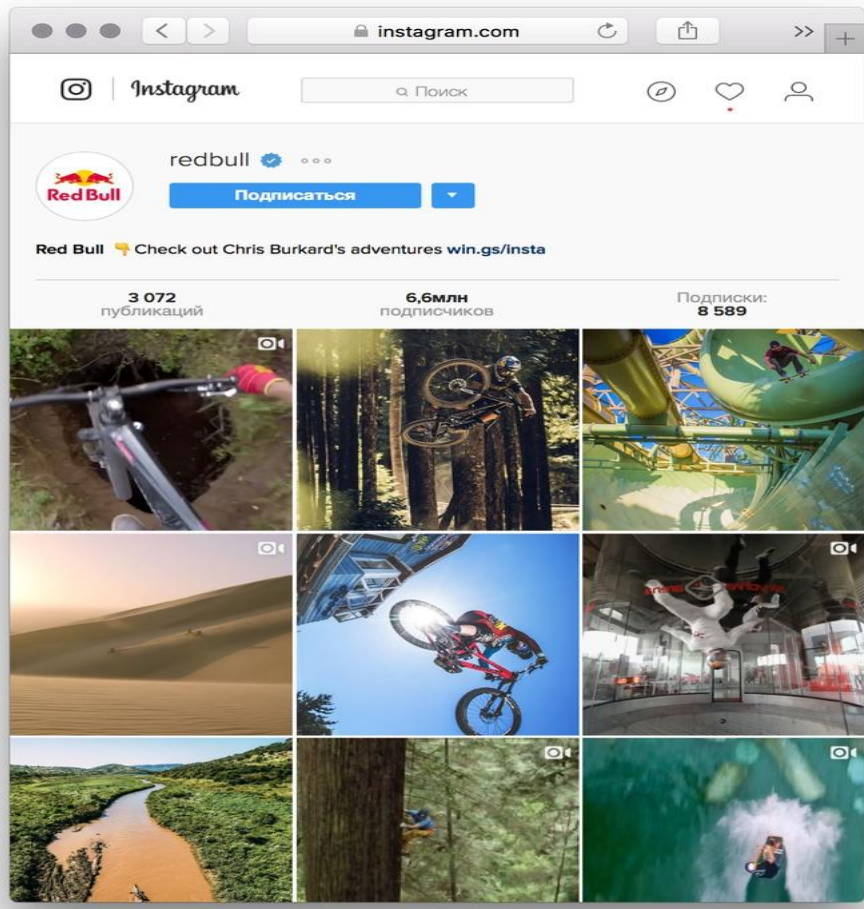 instagram.com
Instagram
Поиск
redbull
Red Bull
Подписаться
Red Bull 👇 Check out Chris Burkard's adventures win.gs/insta
3 072 6,6млн Подписки:
публикаций подписчиков 8 589